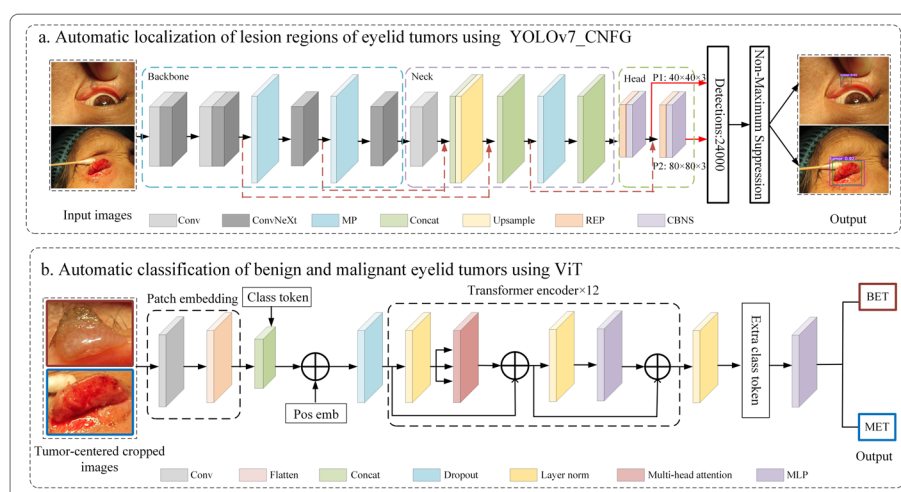 a. Automatic localization of lesion regions of eyelid tumors using YOLOv7_CNFG
Backbone
Neck
Head
P1: 40×40×3
P2: 80×80×3
Detections:24000
Non-Maximum Suppression
Input images
Output
Conv
ConvNeXt
MP
Concat
Upsample
REP
CBNS
b. Automatic classification of benign and malignant eyelid tumors using ViT
Patch embedding
Class token
Pos emb
Transformer encoder×12
Extra class token
BET
MET
Tumor-centered cropped
images
Output
Conv
Flatten
Concat
Dropout
Layer norm
Multi-head attention
MLP